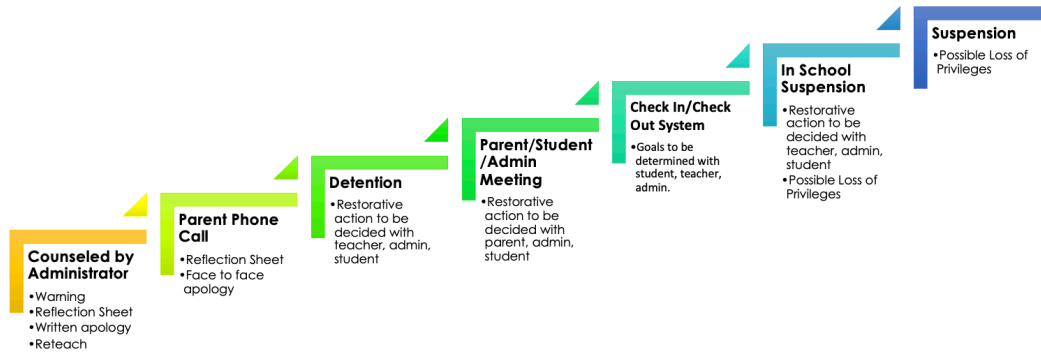 Counseled by
Administrator
•Warning
•Reflection Sheet
•Written apology
•Reteach
Parent Phone
Call
•Reflection Sheet
•Face to face
apology
Detention
•Restorative
action to be
decided with
teacher, admin,
student
Parent/Student
/Admin
Meeting
•Restorative
action to be
decided with
parent, admin,
student
Check In/Check
Out System
•Goals to be
determined with
student, teacher,
admin.
In School
Suspension
•Restorative
action to be
decided with
teacher, admin,
student
•Possible Loss of
Privileges
Suspension
•Possible Loss of
Privileges